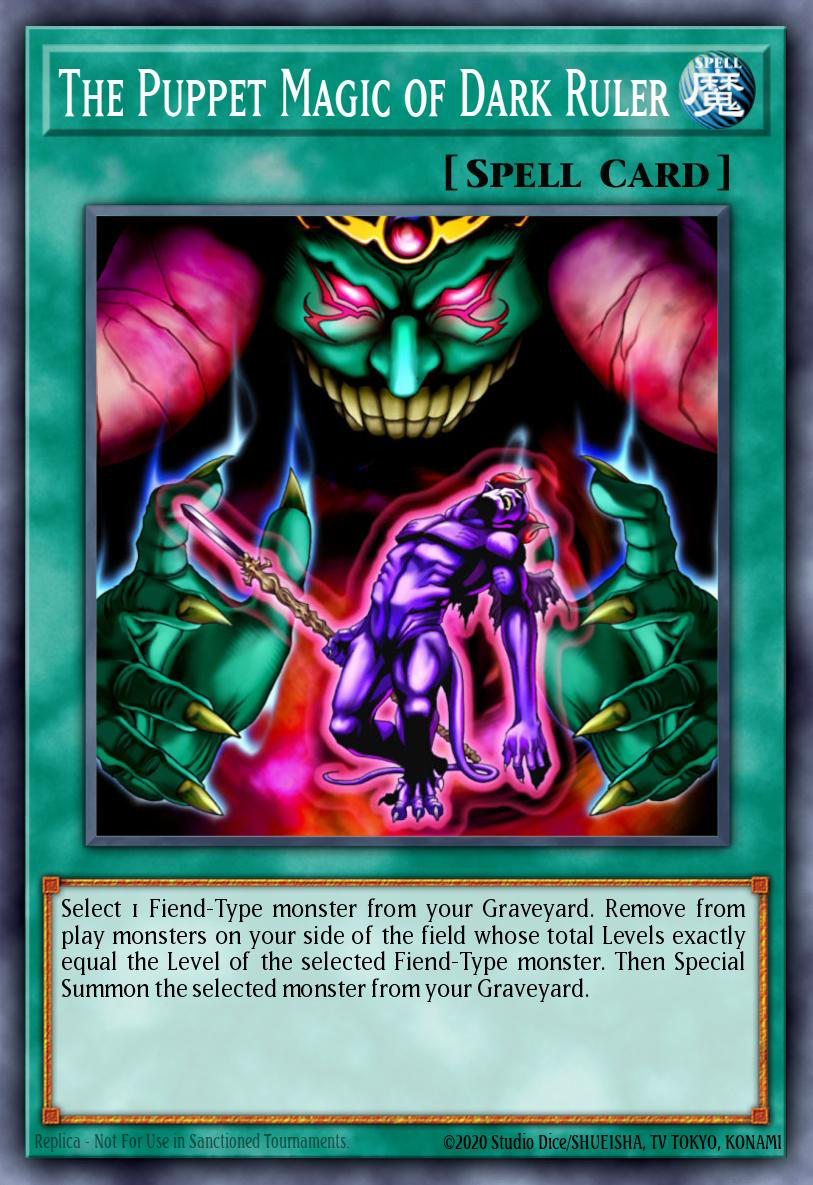 The Puppet Magic of Dark Ruler
SPELL
魔
[ Spell Card ]
Select 1 Fiend-Type monster from your Graveyard. Remove from
play monsters on your side of the field whose total Levels exactly
equal the Level of the selected Fiend-Type monster. Then Special
Summon the selected monster from your Graveyard.
Replica - Not For Use in Sanctioned Tournaments.
©2020 Studio Dice/SHUEISHA, TV TOKYO, KONAMI